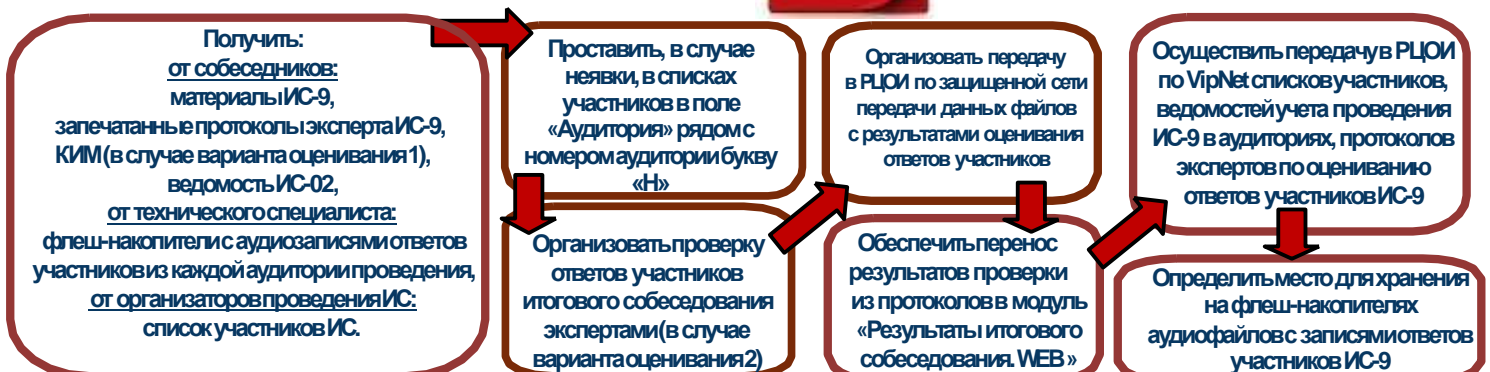 Получить:
от собеседников:
материалы ИС-9,
запечатанные протоколы эксперта ИС-9,
КИМ (в случае варианта оценивания 1),
ведомость ИС-02,
от технического специалиста:
флеш-накопители с аудиозаписями ответов
участников из каждой аудитории проведения,
от организаторов проведения ИС:
список участников ИС.
Проставить, в случае
неявки, в списках
участников в поле
«Аудитория» рядом с
номером аудитории букву
«Н»
Организовать проверку
ответов участников
итогового собеседования
экспертами (в случае
варианта оценивания 2)
Организовать передачу
в РЦОИ по защищенной сети
передачи данных файлов
с результатами оценивания
ответов участников
Обеспечить перенос
результатов проверки
из протоколов в модуль
«Результаты итогового
собеседования. WEB »
Осуществить передачу в РЦОИ
по VipNet списков участников,
ведомостей учета проведения
ИС-9 в аудиториях, протоколов
экспертов по оцениванию
ответов участников ИС-9
Определить место для хранения
на флеш-накопителях
аудиофайлов с записями ответов
участников ИС-9